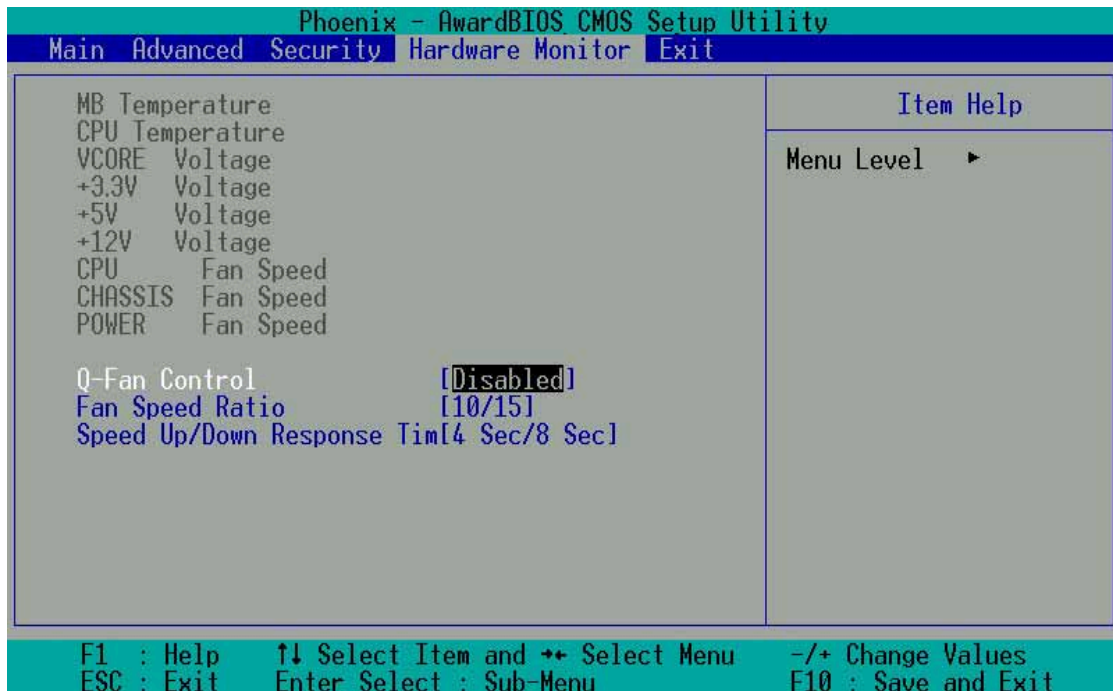 Phoenix - AwardBIOS CMOS Setup Utility
Main Advanced Security Hardware Monitor Exit
MB Temperature
CPU Temperature
VCORE Voltage
+3.3V Voltage
+5V Voltage
+12V Voltage
CPU Fan Speed
CHASSIS Fan Speed
POWER Fan Speed
Q-Fan Control [Disabled]
Fan Speed Ratio [10/15]
Speed Up/Down Response Tim[4 Sec/8 Sec]
Item Help
Menu Level ►
F1 : Help ↑↓ Select Item and →← Select Menu -/+ Change Values
ESC : Exit Enter Select : Sub-Menu F10 : Save and Exit